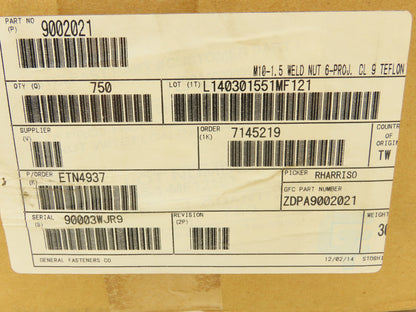 PART NO
(P) 9002021
M10-1.5 WELD NUT 6-PROJ. CL 9 TEFLON
QTY (Q) 750
LOT (1T) L140301551MF121
SUPPLIER
(V)
ORDER
(1K) 7145219
COUNTRY
OF
ORIGIN
TW
P/ORDER
(K) ETN4937
PICKER RHARRISO
GFC PART NUMBER
ZDPA9002021
SERIAL
(S) 90003WJR9
REVISION
(2P)
WEIGHT
GENERAL FASTENERS CO
12/02/14